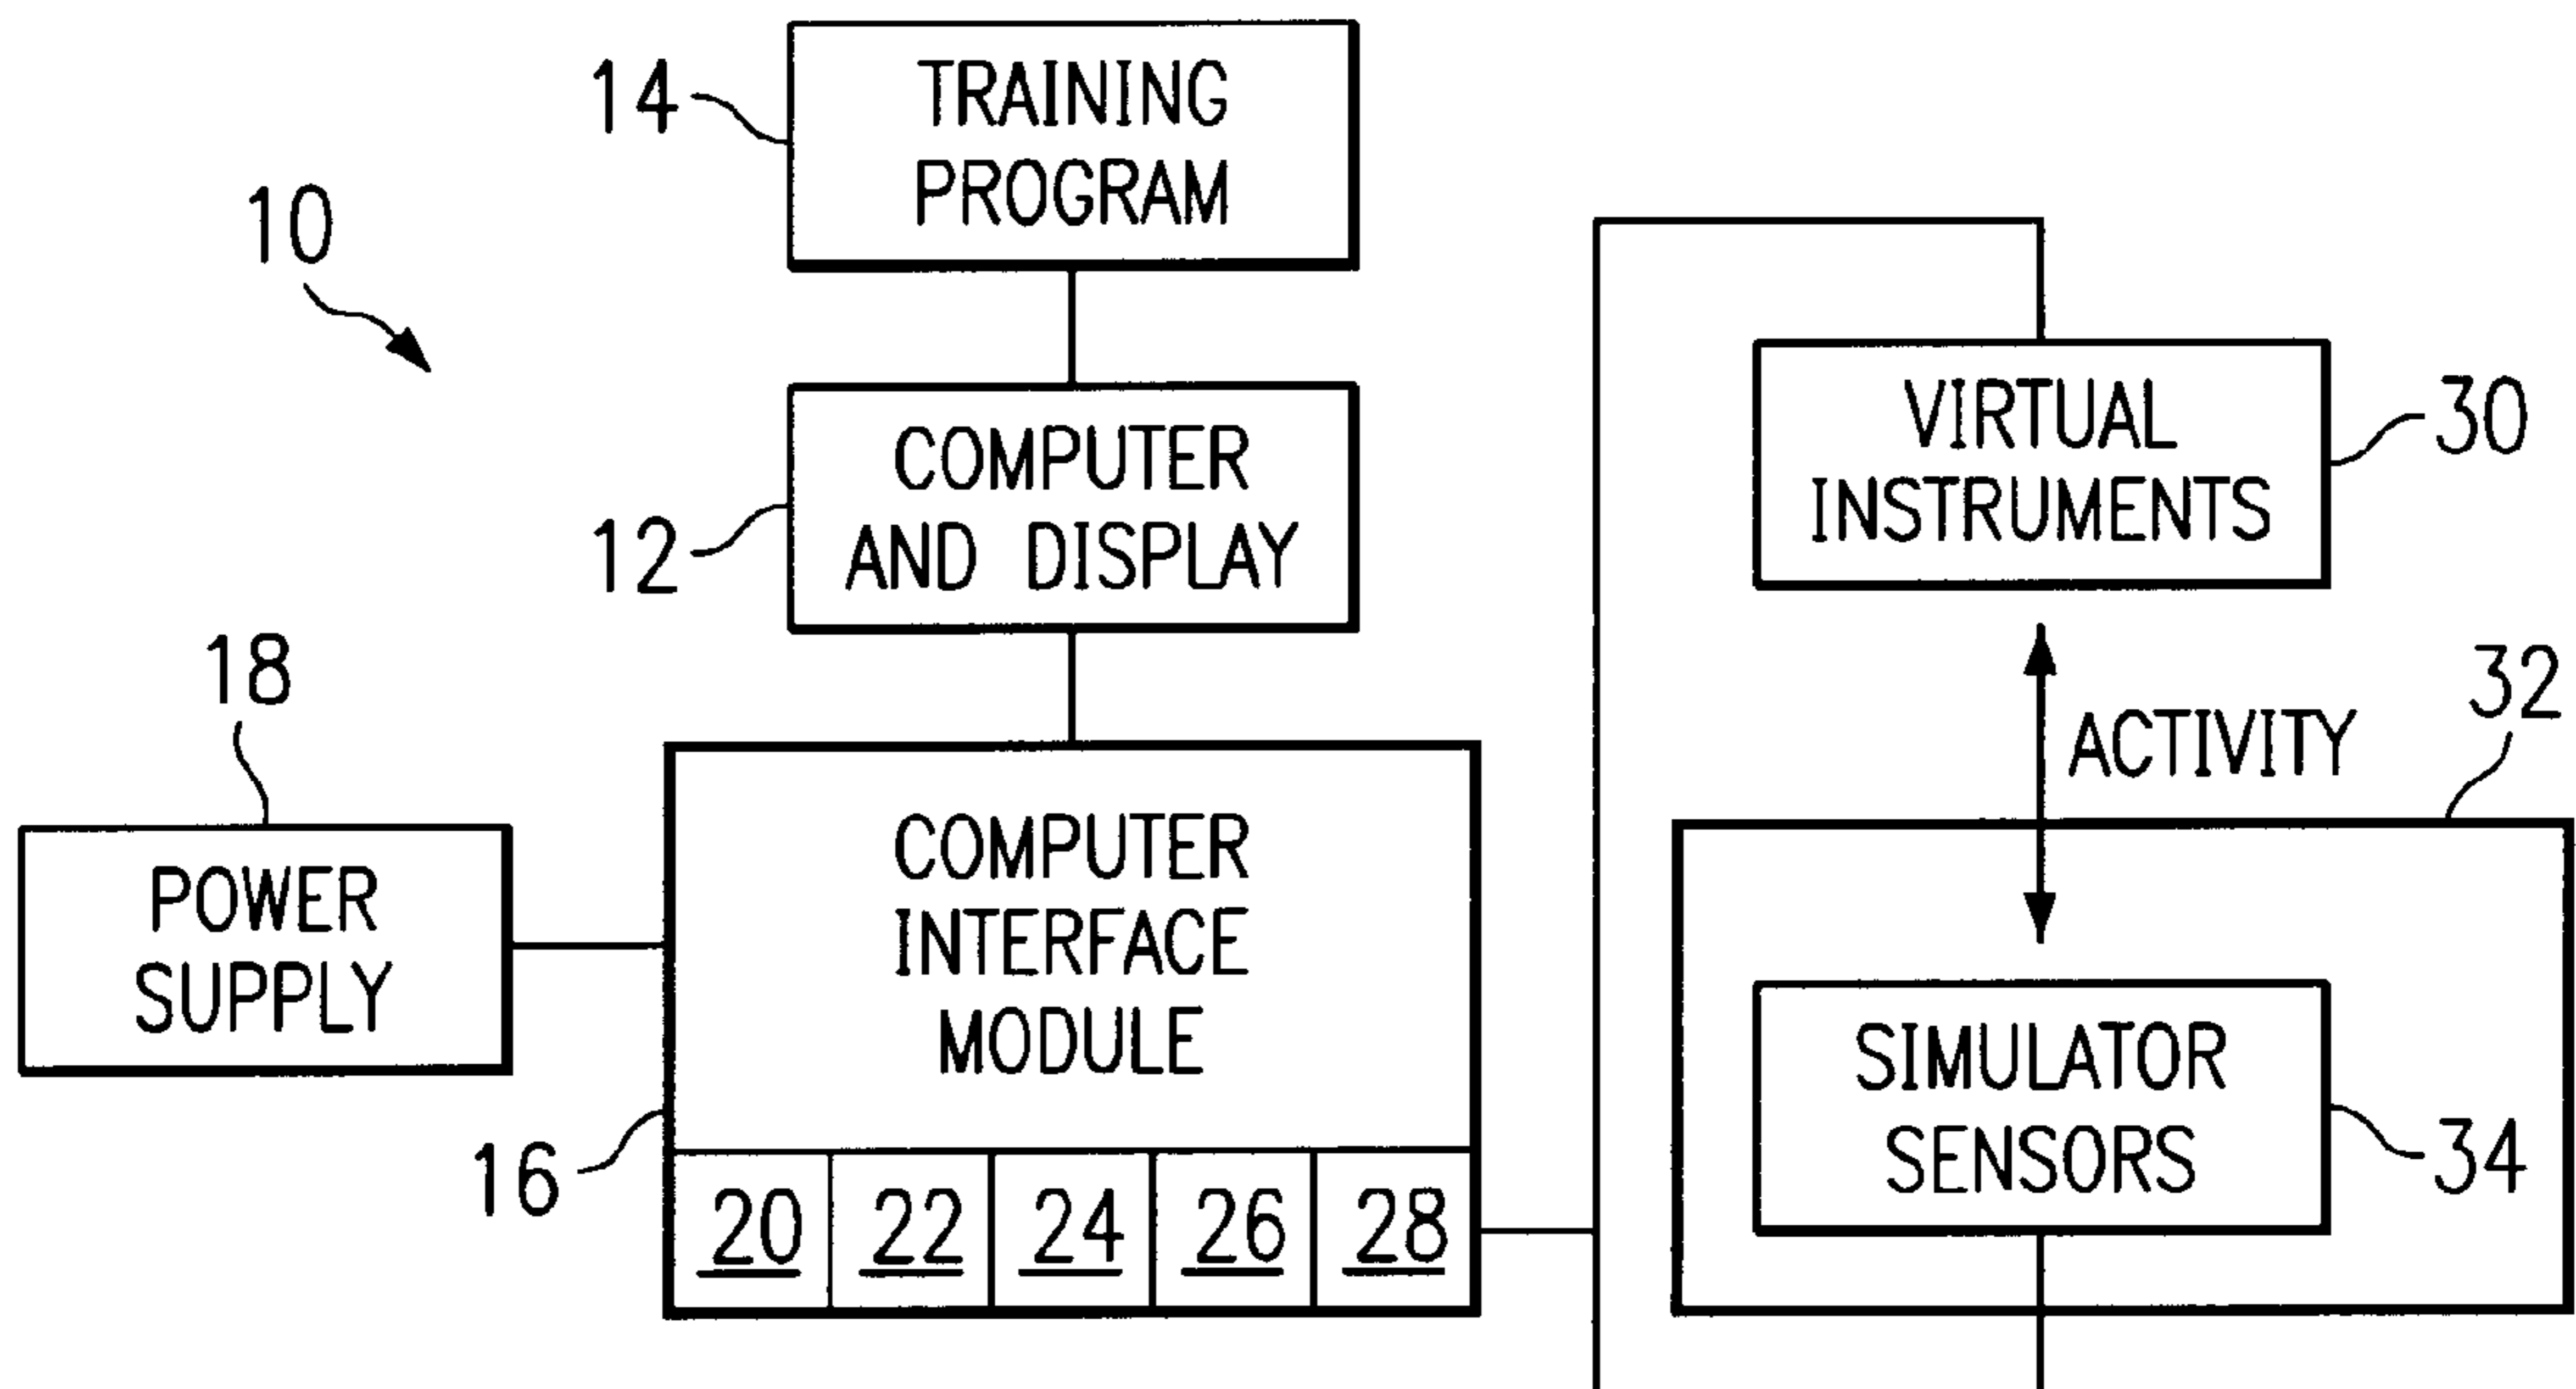 14
TRAINING
PROGRAM
10
12
COMPUTER
AND DISPLAY
18
POWER
SUPPLY
16
COMPUTER
INTERFACE
MODULE
20 22 24 26 28
VIRTUAL
INSTRUMENTS
30
ACTIVITY
32
SIMULATOR
SENSORS
34